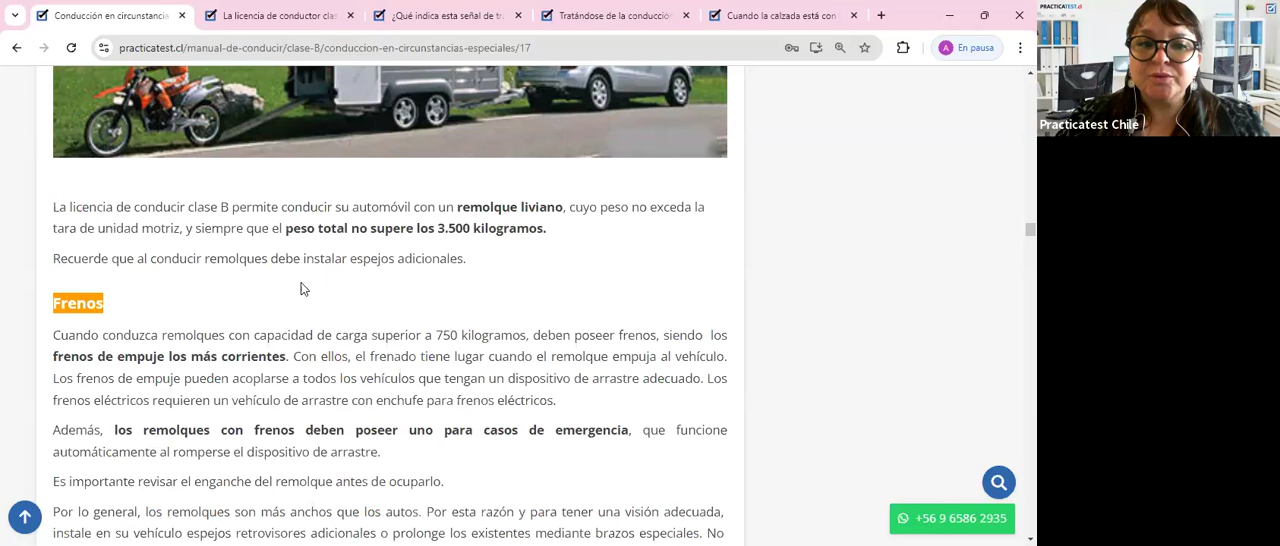 Conducción en circunstancia
La licencia de conductor cla
¿Qué indica esta señal de tr
Tratándose de la conducción
Cuando la calzada está con
practicatest.cl/manual-de-conducir/clase-B/conduccion-en-circunstancias-especiales/17
A En pausa
PRACTICATEST.cl
Practicatest Chile
La licencia de conducir clase B permite conducir su automóvil con un remolque liviano, cuyo peso no exceda la
tara de unidad motriz, y siempre que el peso total no supere los 3.500 kilogramos.
Recuerde que al conducir remolques debe instalar espejos adicionales.
Frenos
Cuando conduzca remolques con capacidad de carga superior a 750 kilogramos, deben poseer frenos, siendo los
frenos de empuje los más corrientes. Con ellos, el frenado tiene lugar cuando el remolque empuja al vehículo.
Los frenos de empuje pueden acoplarse a todos los vehículos que tengan un dispositivo de arrastre adecuado. Los
frenos eléctricos requieren un vehículo de arrastre con enchufe para frenos eléctricos.
Además, los remolques con frenos deben poseer uno para casos de emergencia, que funcione
automáticamente al romperse el dispositivo de arrastre.
Es importante revisar el enganche del remolque antes de ocuparlo.
Por lo general, los remolques son más anchos que los autos. Por esta razón y para tener una visión adecuada,
instale en su vehículo espejos retrovisores adicionales o prolongue los existentes mediante brazos especiales. No
+56 9 6586 2935